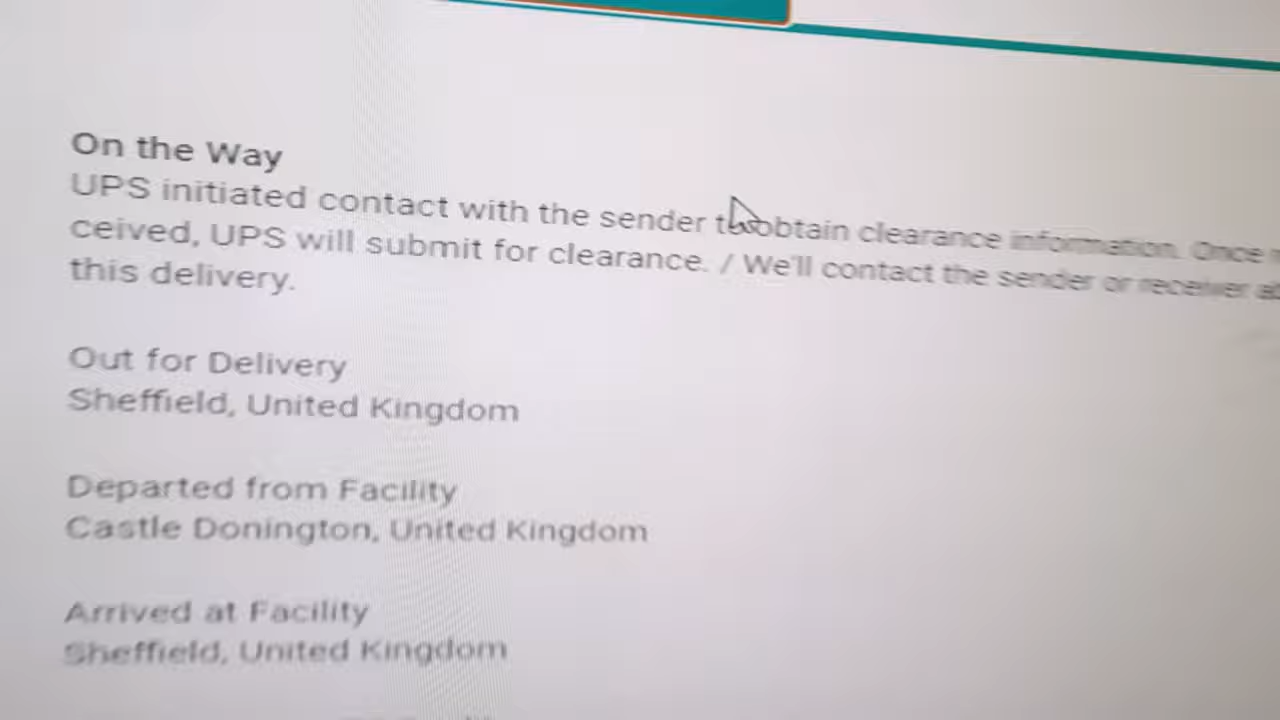 On the Way
UPS initiated contact with the sender to obtain clearance information. Once
ceived, UPS will submit for clearance. / We'll contact the sender or receiver
this delivery.
Out for Delivery
Sheffield, United Kingdom
Departed from Facility
Castle Donington, United Kingdom
Arrived at Facility
Sheffield, United Kingdom